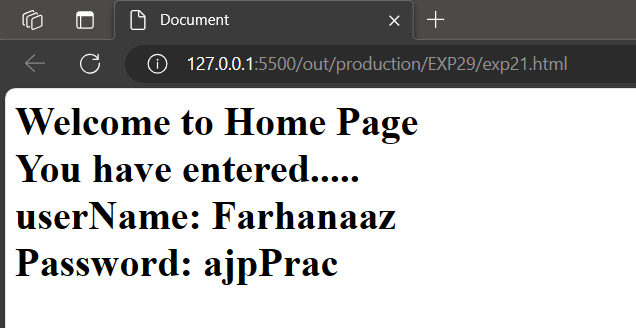 Document
127.0.0.1:5500/out/production/EXP29/exp21.html
Welcome to Home Page
You have entered.....
userName: Farhanaaz
Password: ajpPrac